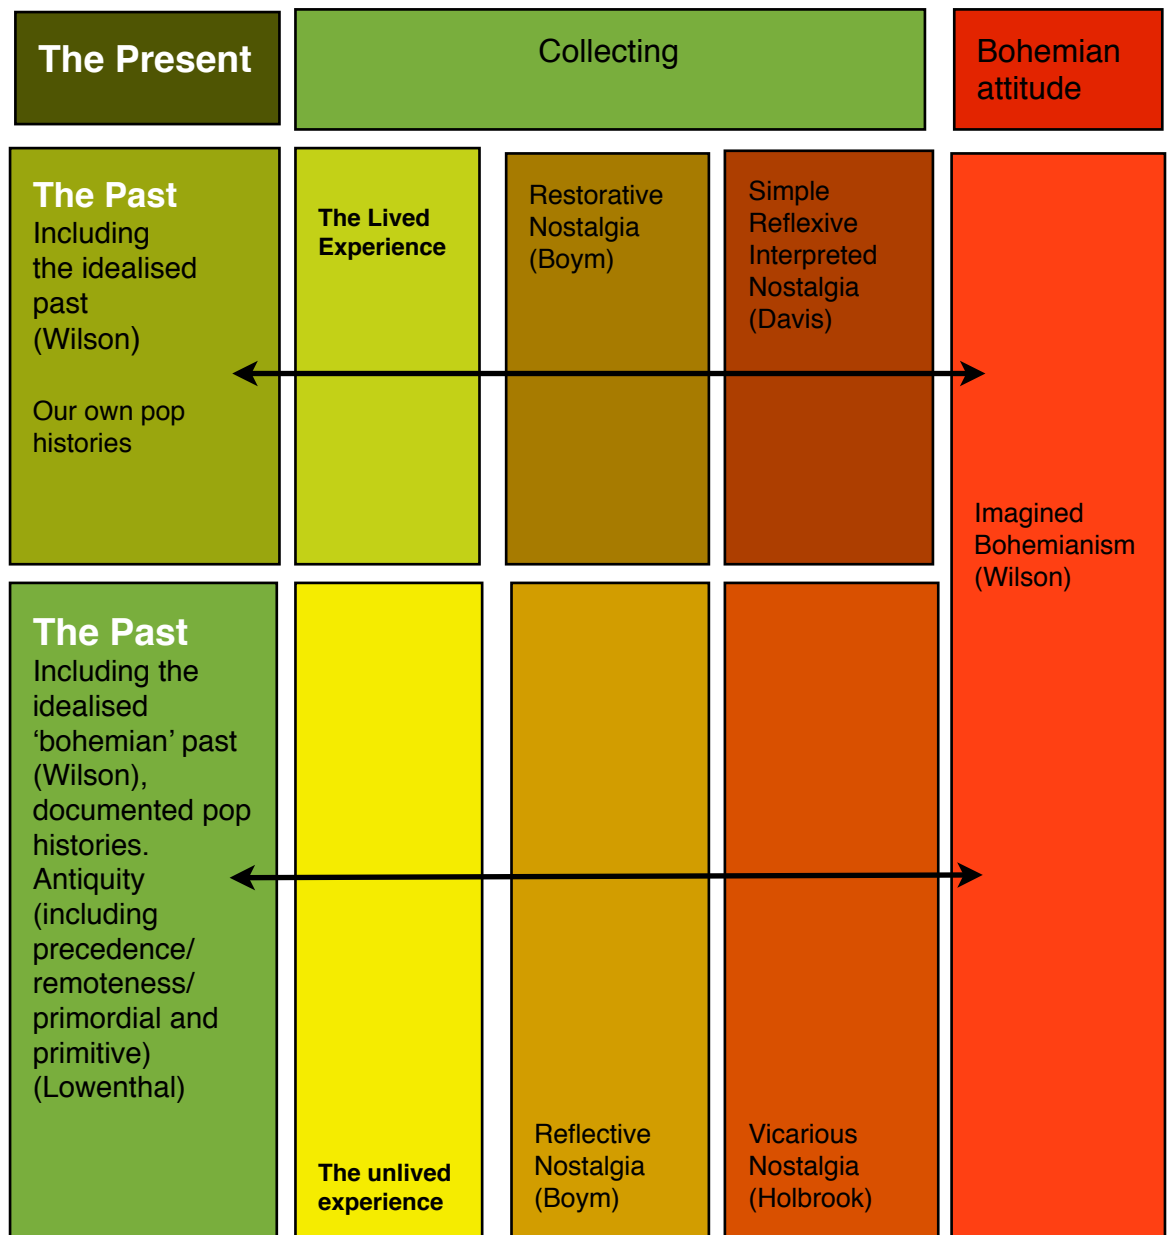 The Present
Collecting
Bohemian
attitude
The Past
Including
the idealised
past
(Wilson)
Our own pop
histories
The Lived
Experience
Restorative
Nostalgia
(Boym)
Simple
Reflexive
Interpreted
Nostalgia
(Davis)
Imagined
Bohemianism
(Wilson)
The Past
Including the
idealised
‘bohemian’ past
(Wilson),
documented pop
histories.
Antiquity
(including
precedence/
remoteness/
primordial and
primitive)
(Lowenthal)
The unlived
experience
Reflective
Nostalgia
(Boym)
Vicarious
Nostalgia
(Holbrook)